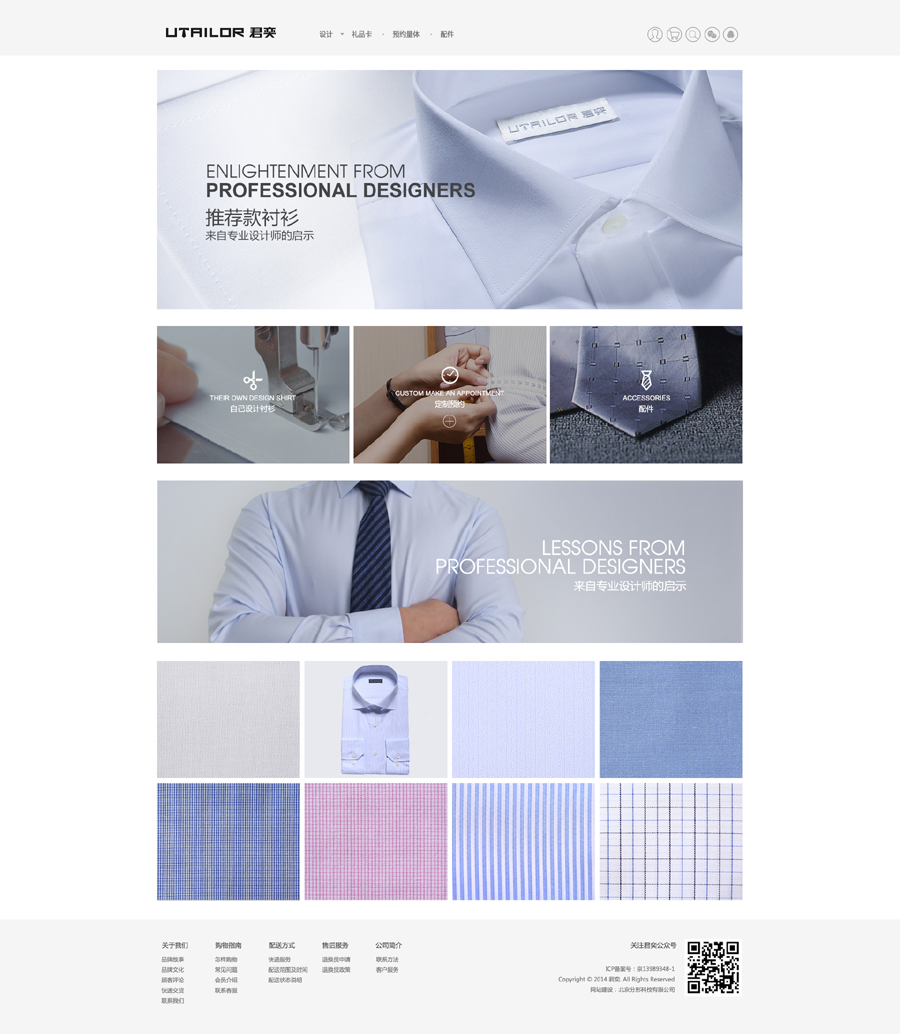 UTAILOR 君奕
设计
礼品卡
预约量体
配件
UTAILOR 君奕
ENLIGHTENMENT FROM
PROFESSIONAL DESIGNERS
推荐款衬衫
来自专业设计师的启示
THEIR OWN DESIGN SHIRT
自己设计衬衫
CUSTOM MAKE AN APPOINTMENT
定制预约
ACCESSORIES
配件
LESSONS FROM
PROFESSIONAL DESIGNERS
来自专业设计师的启示
关于我们
品牌故事
品牌文化
顾客评论
快速交货
联系我们
购物指南
怎样购物
常见问题
会员介绍
联系客服
配送方式
快递服务
配送范围及时间
配送状态自组
售后服务
退换货申请
退换货政策
公司简介
联系方法
客户服务
关注君奕公众号
ICP备案号：京13989348-1
Copyright © 2014 君奕. All Rights Reserved
网站建设：北京分形科技有限公司